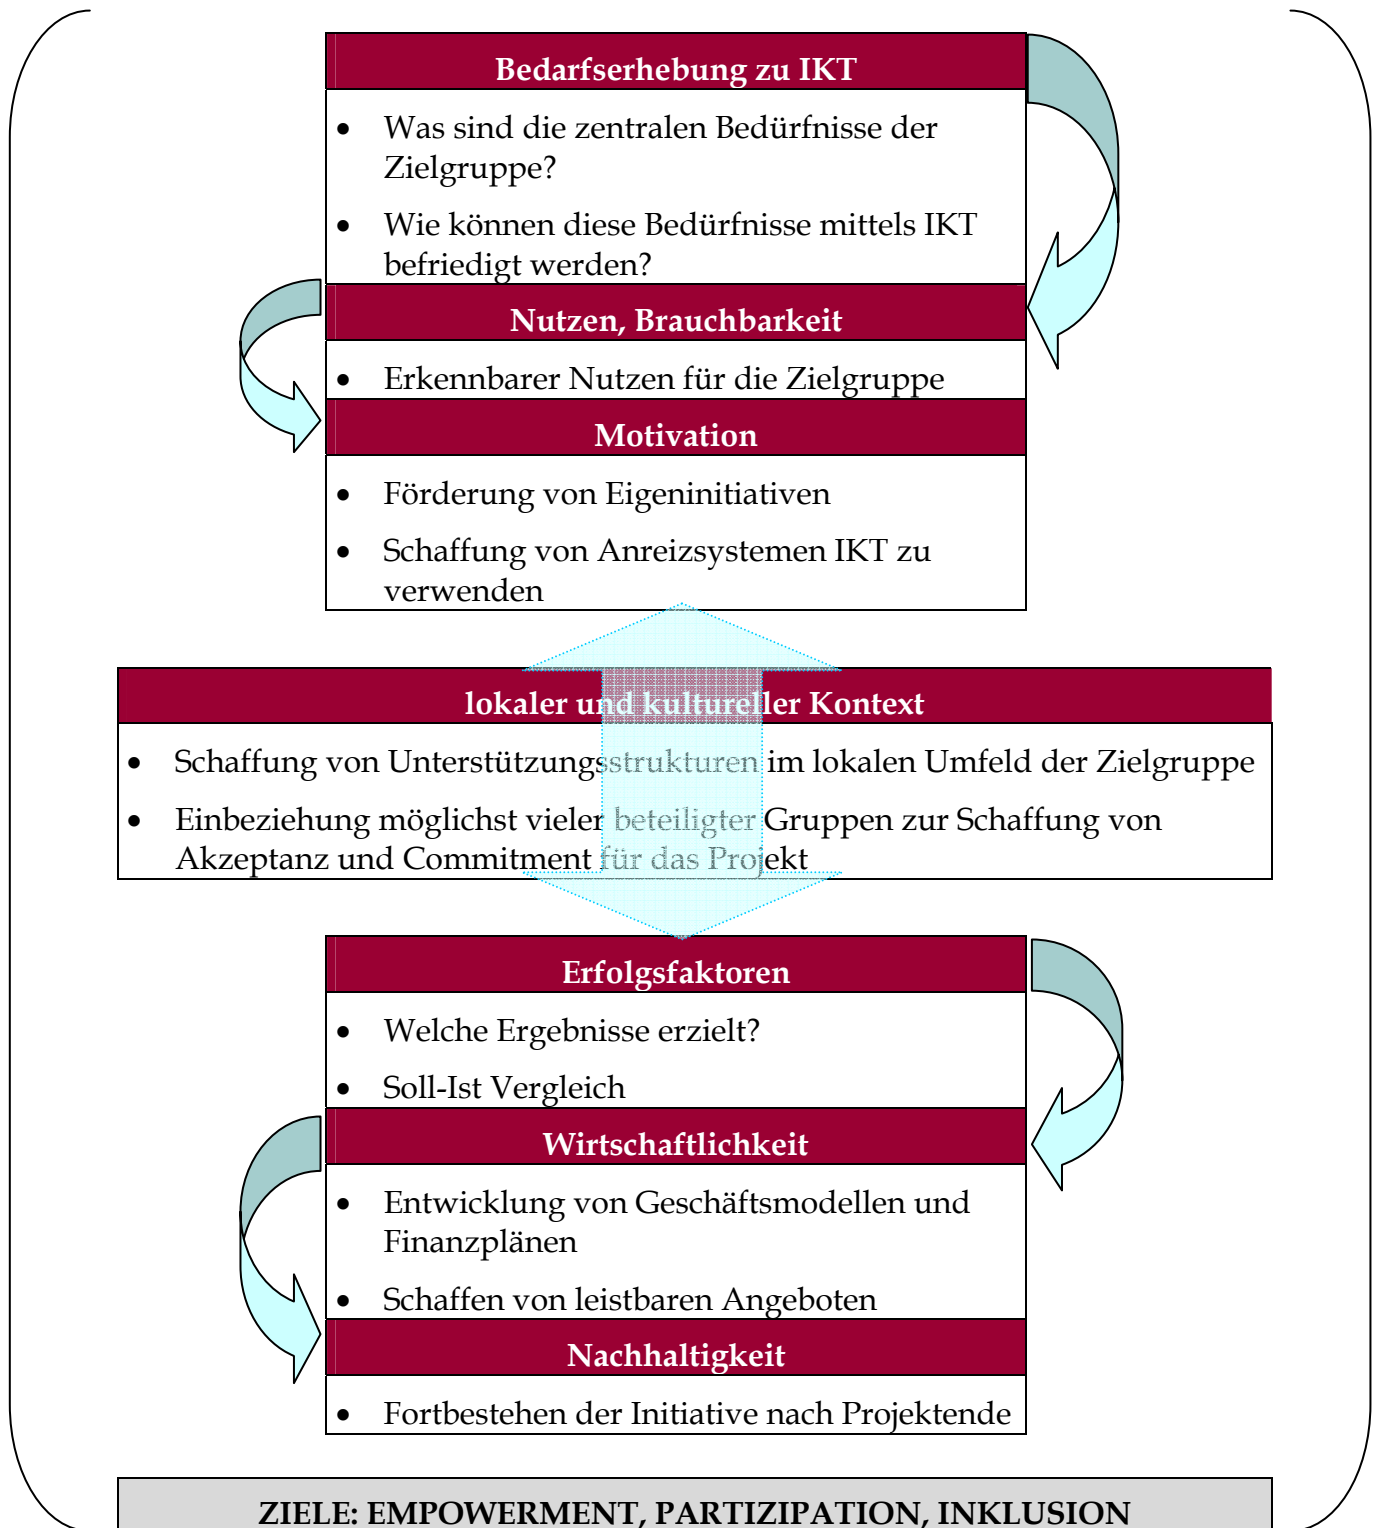 Bedarfserhebung zu IKT
• Was sind die zentralen Bedürfnisse der
Zielgruppe?
• Wie können diese Bedürfnisse mittels IKT
befriedigt werden?
Nutzen, Brauchbarkeit
• Erkennbarer Nutzen für die Zielgruppe
Motivation
• Förderung von Eigeninitiativen
• Schaffung von Anreizsystemen IKT zu
verwenden
lokaler und kultureller Kontext
• Schaffung von Unterstützungsstrukturen im lokalen Umfeld der Zielgruppe
• Einbeziehung möglichst vieler beteiligter Gruppen zur Schaffung von
Akzeptanz und Commitment für das Projekt
Erfolgsfaktoren
• Welche Ergebnisse erzielt?
• Soll-Ist Vergleich
Wirtschaftlichkeit
• Entwicklung von Geschäftsmodellen und
Finanzplänen
• Schaffen von leistbaren Angeboten
Nachhaltigkeit
• Fortbestehen der Initiative nach Projektende
ZIELE: EMPOWERMENT, PARTIZIPATION, INKLUSION